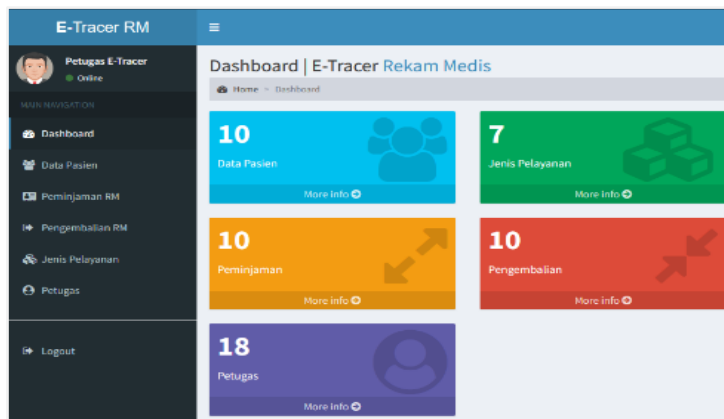 E-Tracer RM
Petugas E-Tracer
Online
MAIN NAVIGATION
Dashboard
Data Pasien
Peminjaman RM
Pengembalian RM
Jenis Pelayanan
Petugas
Logout
Dashboard | E-Tracer Rekam Medis
Home > Dashboard
10
Data Pasien
More info
7
Jenis Pelayanan
More info
10
Peminjaman
More info
10
Pengembalian
More info
18
Petugas
More info